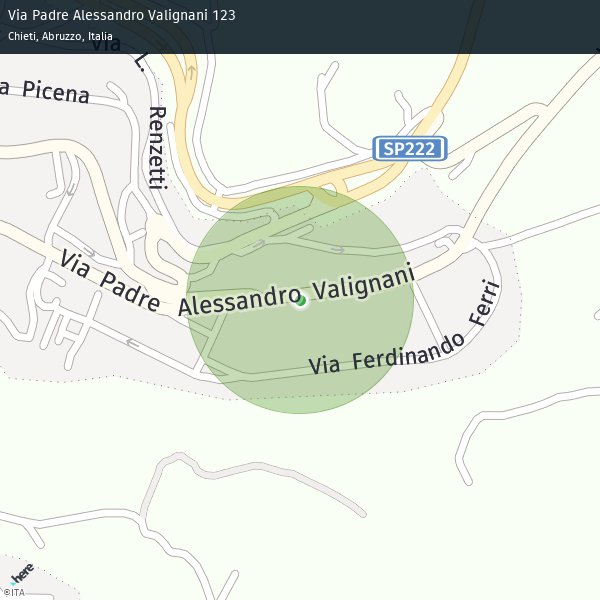 Via Padre Alessandro Valignani 123
Chieti, Abruzzo, Italia
Via L.
Renzetti
a Picena
SP222
Via Padre Alessandro Valignani
Via Ferdinando Ferri
here
©ITA